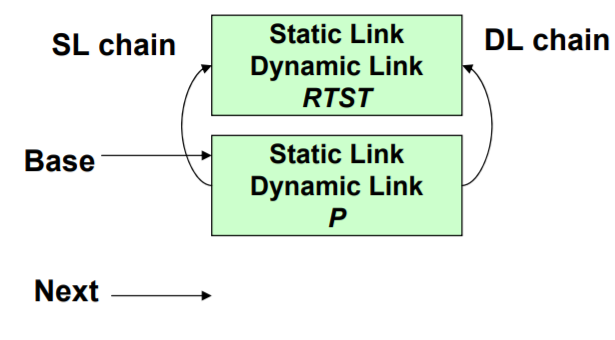 SL chain
Static Link
Dynamic Link
RTST
DL chain
Base
Static Link
Dynamic Link
P
Next